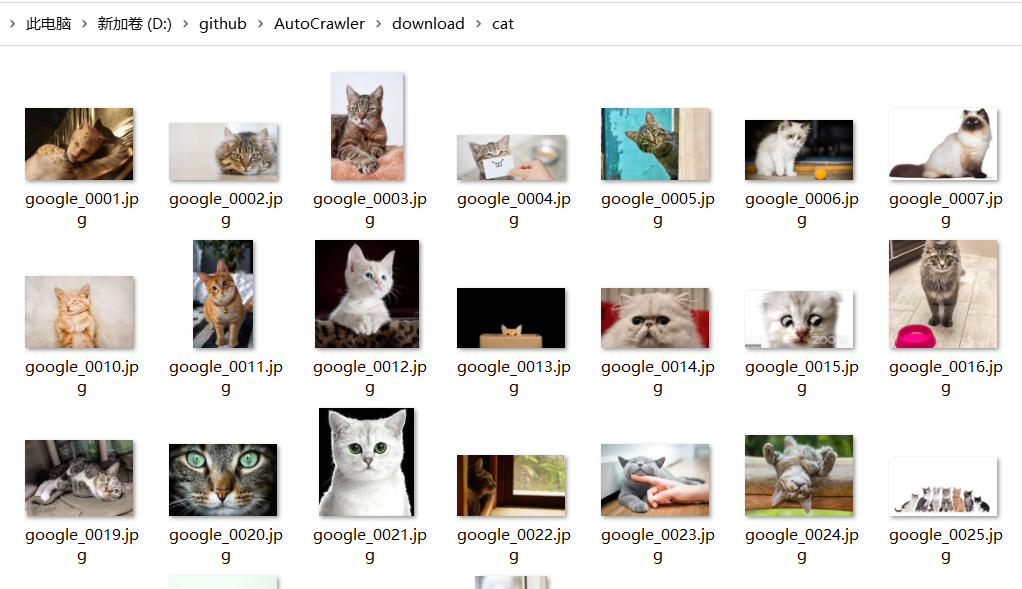 此电脑 > 新加卷 (D:) > github > AutoCrawler > download > cat
google_0001.jpg
google_0002.jpg
google_0003.jpg
google_0004.jpg
google_0005.jpg
google_0006.jpg
google_0007.jpg
google_0010.jpg
google_0011.jpg
google_0012.jpg
google_0013.jpg
google_0014.jpg
zoom
google_0015.jpg
google_0016.jpg
google_0019.jpg
google_0020.jpg
google_0021.jpg
google_0022.jpg
google_0023.jpg
google_0024.jpg
google_0025.jpg